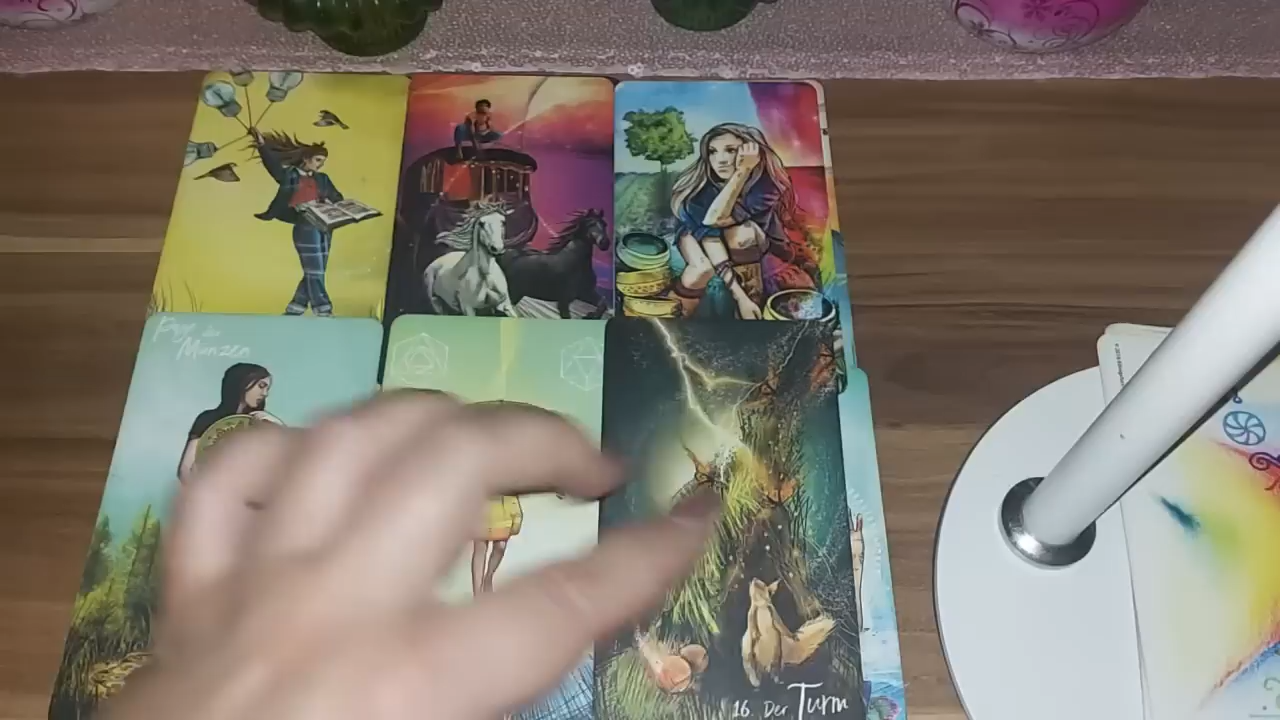 Page der
Münzen
16. Der Turm